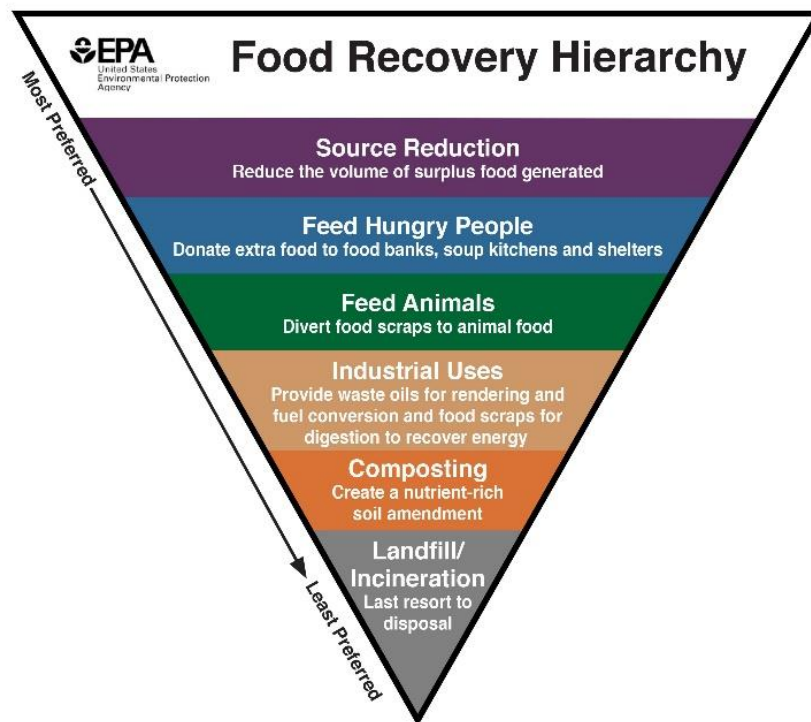 EPA
United States
Environmental Protection
Agency
Food Recovery Hierarchy
Most Preferred
Least Preferred
Source Reduction
Reduce the volume of surplus food generated
Feed Hungry People
Donate extra food to food banks, soup kitchens and shelters
Feed Animals
Divert food scraps to animal food
Industrial Uses
Provide waste oils for rendering and
fuel conversion and food scraps for
digestion to recover energy
Composting
Create a nutrient-rich
soil amendment
Landfill/
Incineration
Last resort to
disposal